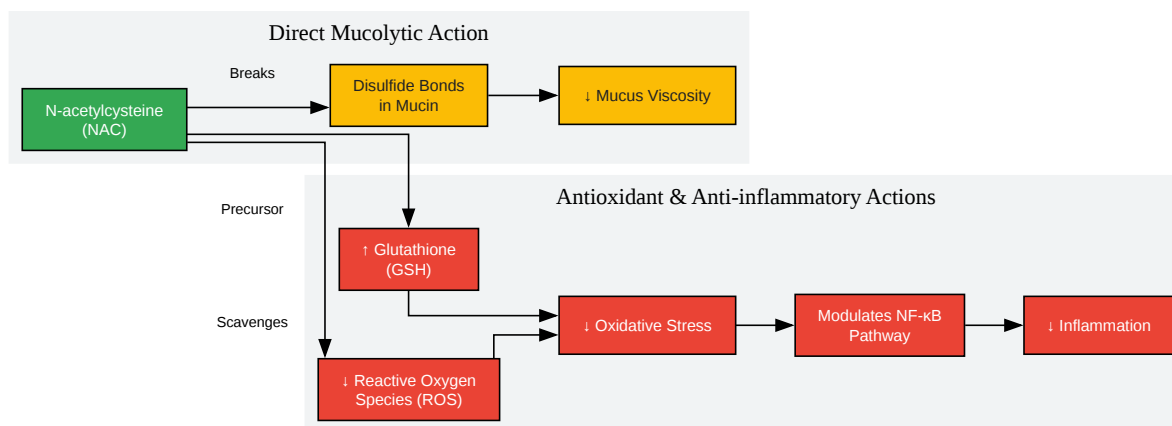 Direct Mucolytic Action
Breaks
N-acetylcysteine
(NAC)
Disulfide Bonds
in Mucin
↓ Mucus Viscosity
Precursor
Antioxidant & Anti-inflammatory Actions
↑ Glutathione
(GSH)
Scavenges
↓ Reactive Oxygen
Species (ROS)
↓ Oxidative Stress
Modulates NF-κB
Pathway
↓ Inflammation